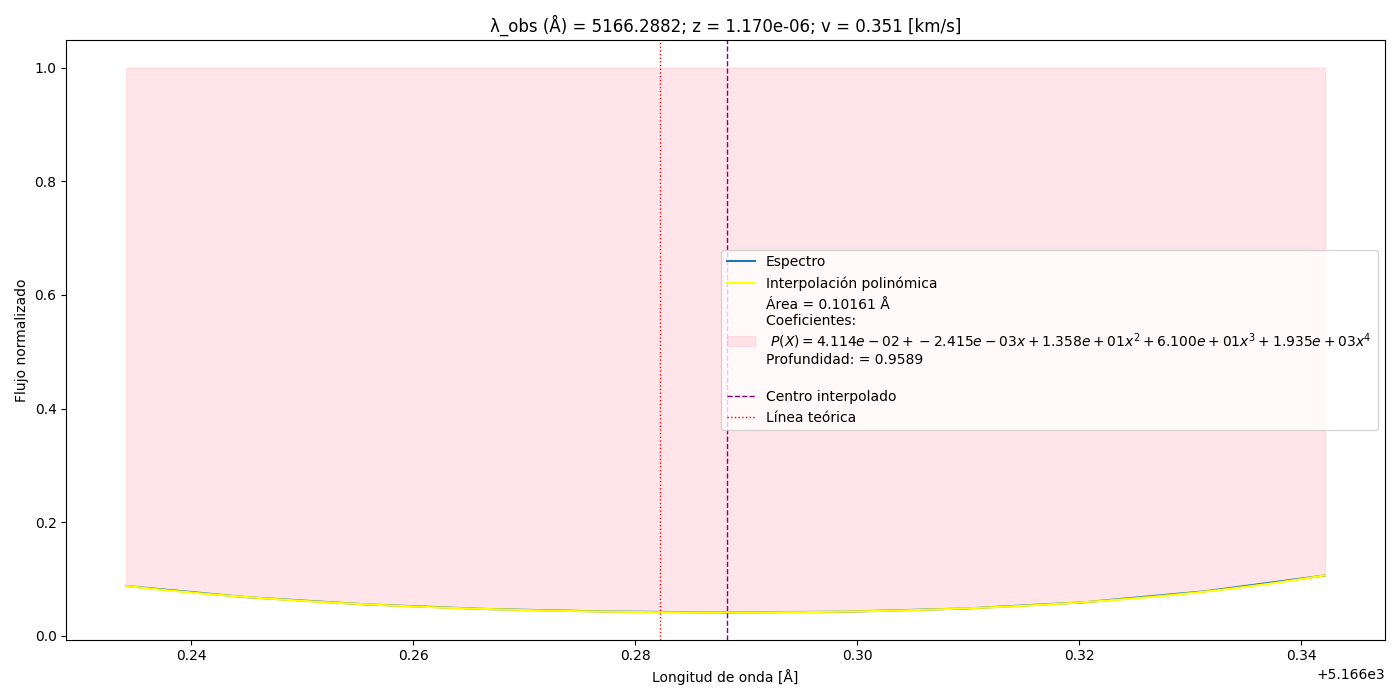 λ_obs (Å) = 5166.2882; z = 1.170e-06; v = 0.351 [km/s]
Flujo normalizado
1.0
0.8
0.6
0.4
0.2
0.0
Espectro
Interpolación polinómica
Área = 0.10161 Å
Coeficientes:
P(X) = 4.114e − 02 + −2.415e − 03x + 1.358e + 01x² + 6.100e + 01x³ + 1.935e + 03x⁴
Profundidad: = 0.9589
Centro interpolado
Línea teórica
0.24 0.26 0.28 0.30 0.32 0.34
+5.166e3
Longitud de onda [Å]